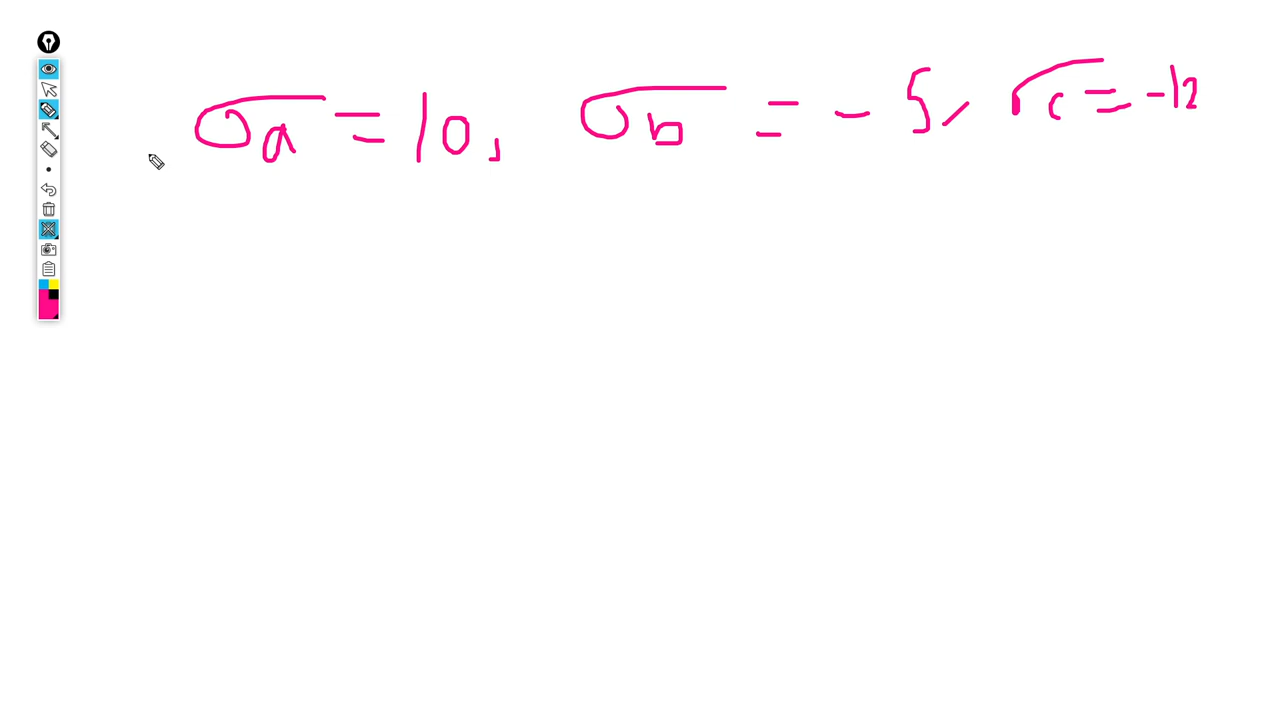 σa = 10, σb = - 5, σc = -12